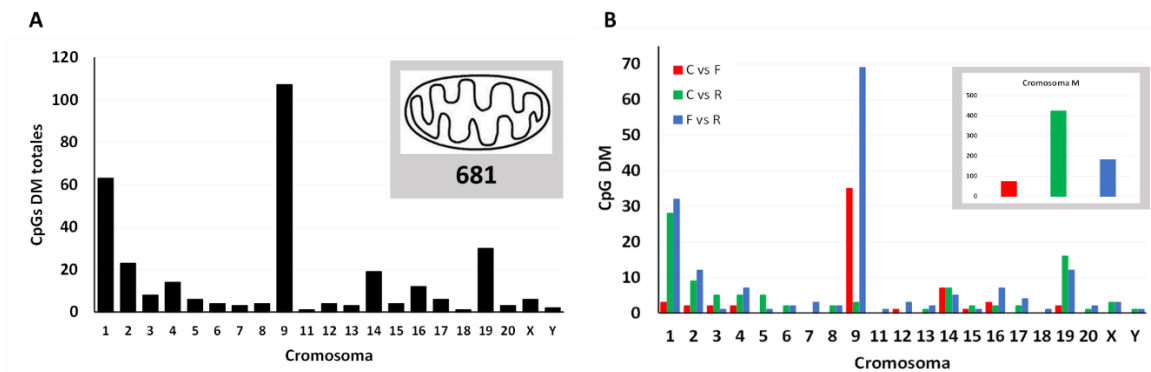 A
CpGs DM totales
120
100
80
60
40
20
0
1 2 3 4 5 6 7 8 9 11 12 13 14 15 16 17 18 19 20 X Y
Cromosoma
681
B
CpG DM
70
60
50
40
30
20
10
0
C vs F
C vs R
F vs R
Cromosoma M
500
400
300
200
100
0
1 2 3 4 5 6 7 8 9 11 12 13 14 15 16 17 18 19 20 X Y
Cromosoma